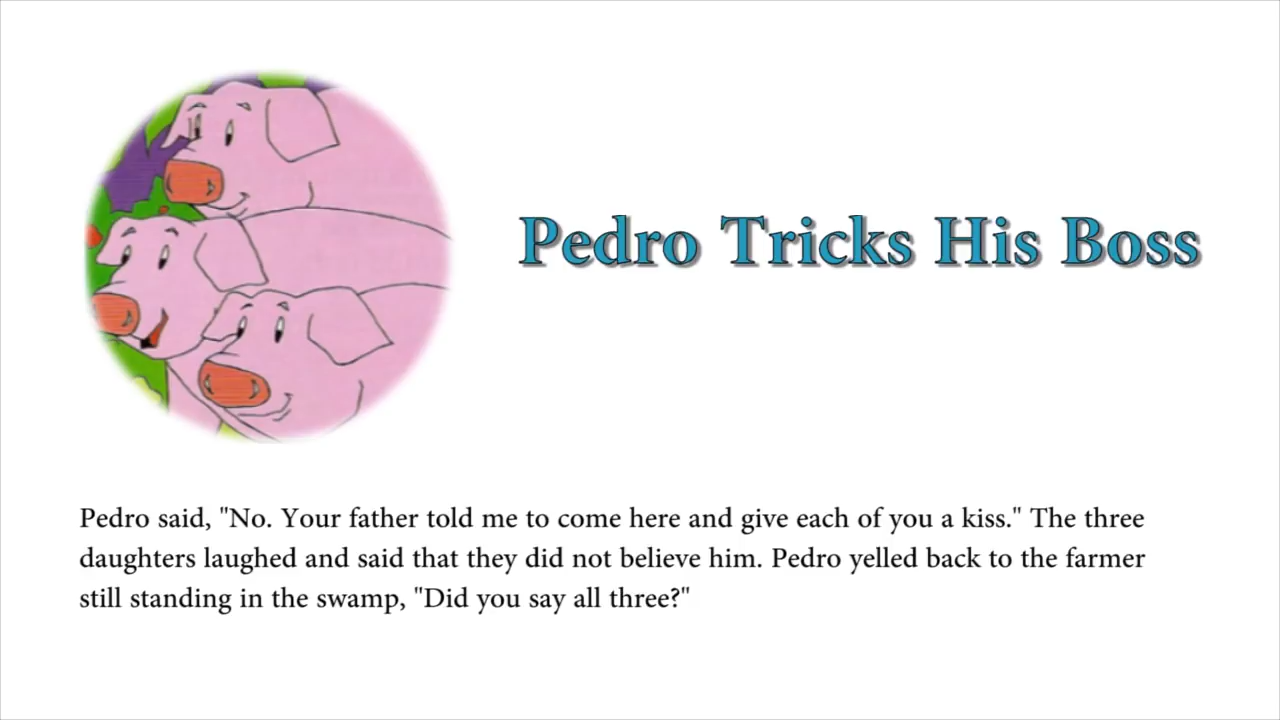 Pedro Tricks His Boss
Pedro said, "No. Your father told me to come here and give each of you a kiss." The three
daughters laughed and said that they did not believe him. Pedro yelled back to the farmer
still standing in the swamp, "Did you say all three?"